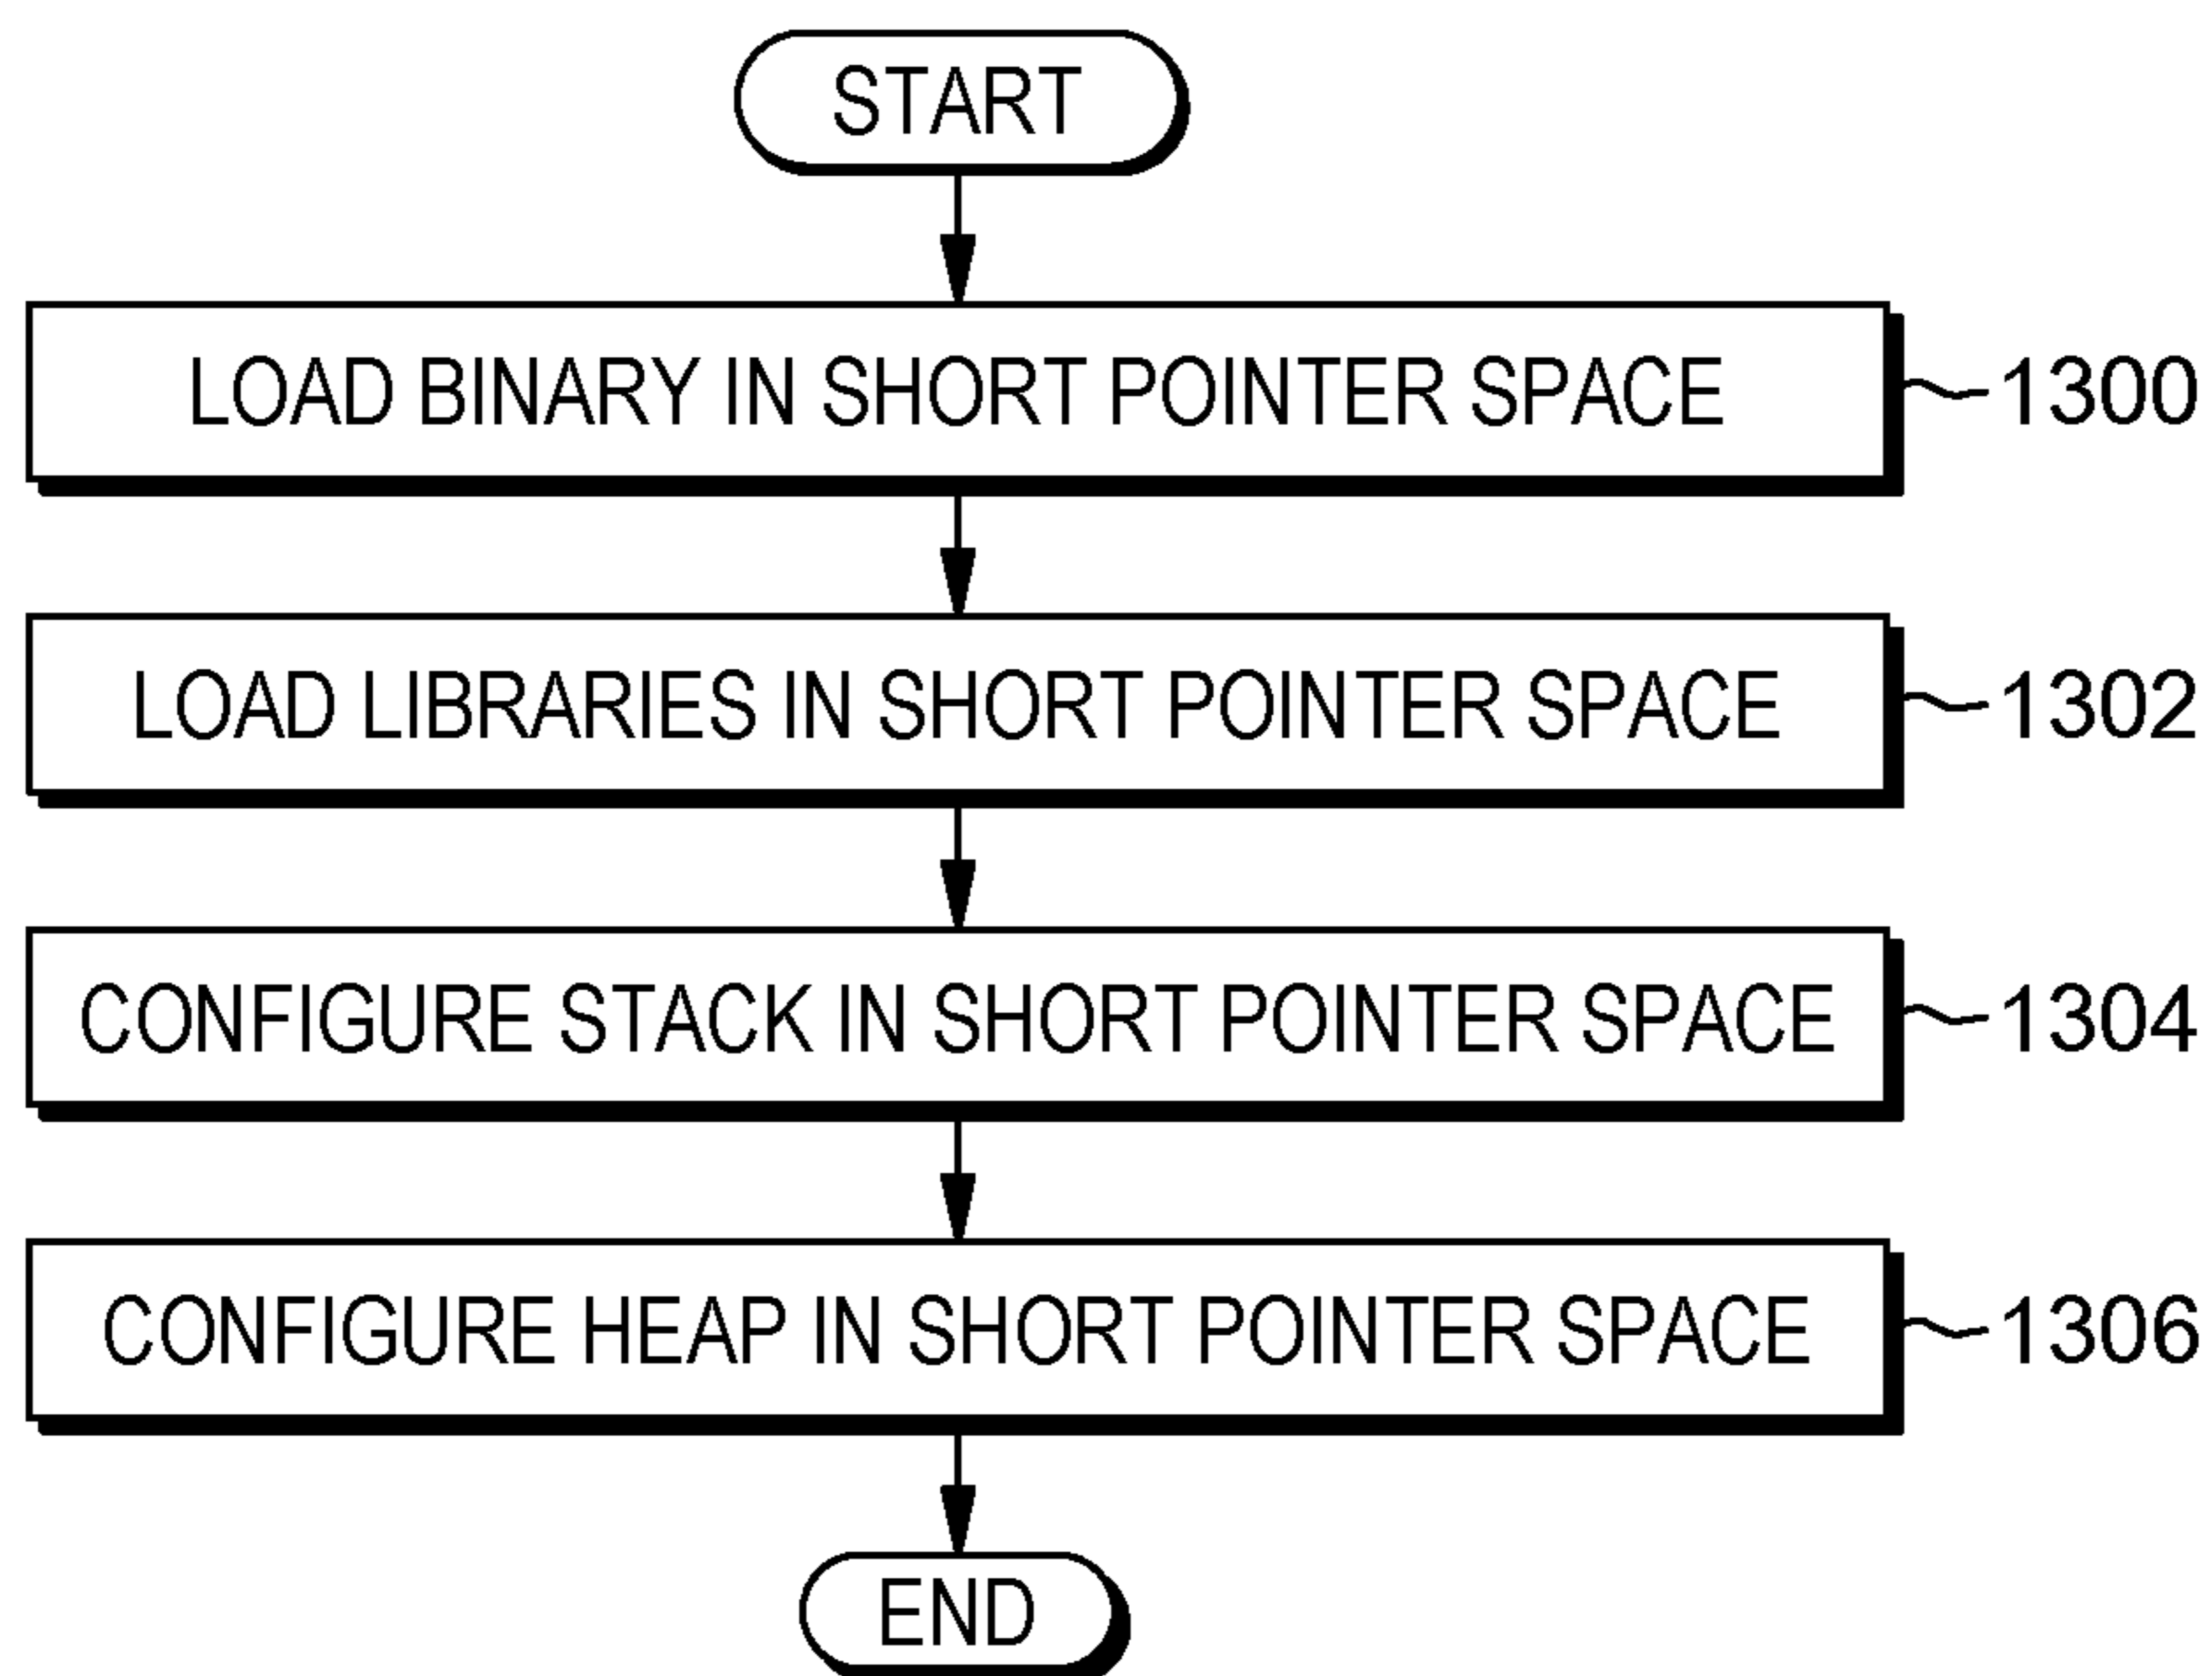 START
LOAD BINARY IN SHORT POINTER SPACE 1300
LOAD LIBRARIES IN SHORT POINTER SPACE 1302
CONFIGURE STACK IN SHORT POINTER SPACE 1304
CONFIGURE HEAP IN SHORT POINTER SPACE 1306
END